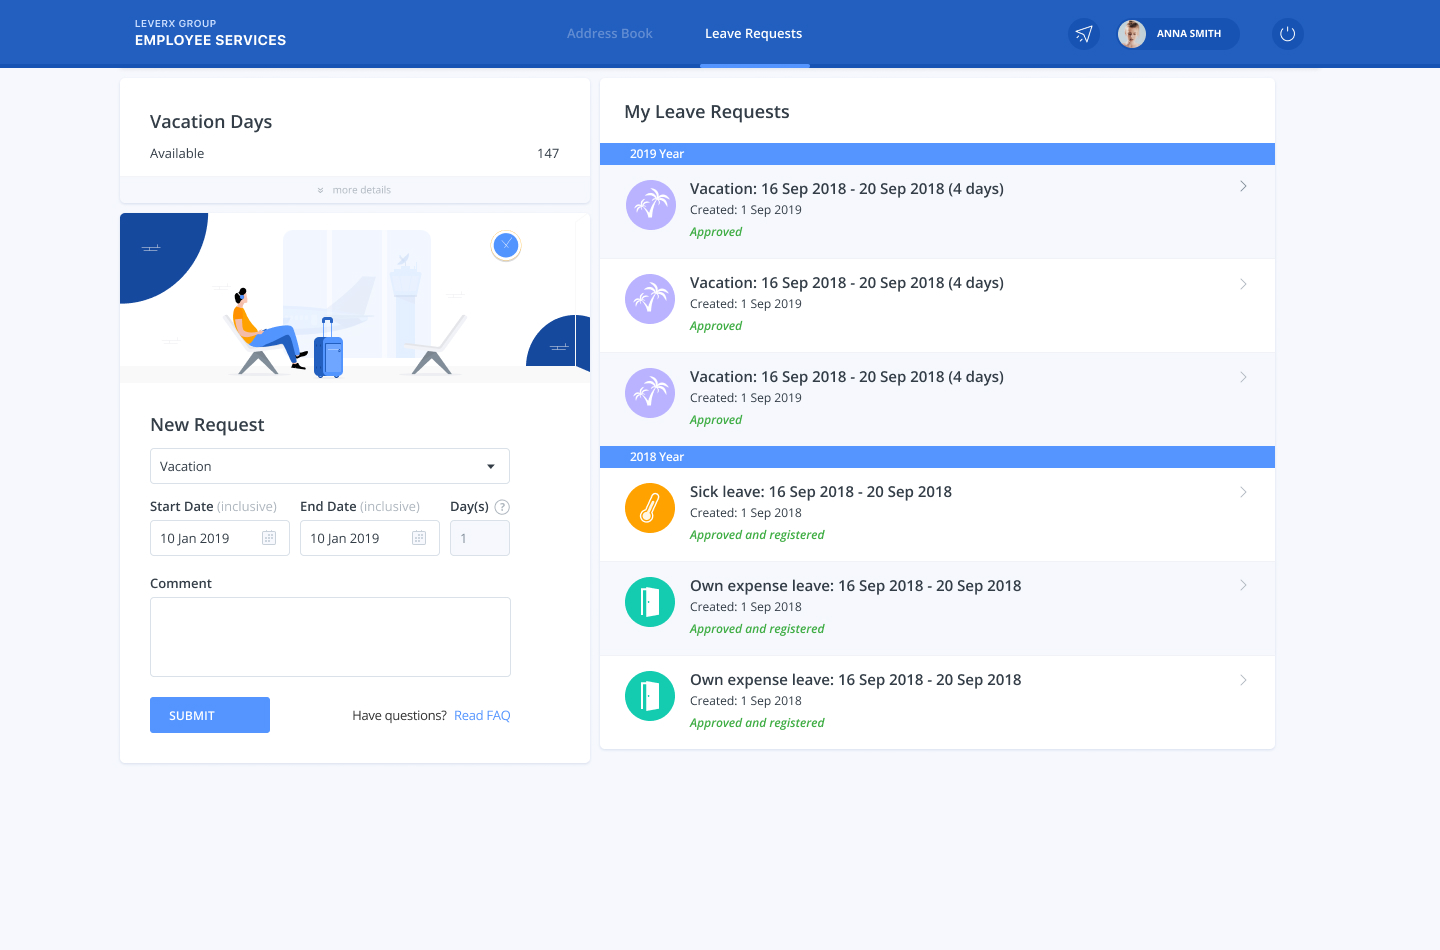 LEVERX GROUP
EMPLOYEE SERVICES
Address Book
Leave Requests
ANNA SMITH
Vacation Days
Available 147
more details
New Request
Vacation
Start Date (inclusive) End Date (inclusive) Day(s) ?
10 Jan 2019 10 Jan 2019 1
Comment
SUBMIT
Have questions? Read FAQ
My Leave Requests
2019 Year
Vacation: 16 Sep 2018 - 20 Sep 2018 (4 days)
Created: 1 Sep 2019
Approved
Vacation: 16 Sep 2018 - 20 Sep 2018 (4 days)
Created: 1 Sep 2019
Approved
Vacation: 16 Sep 2018 - 20 Sep 2018 (4 days)
Created: 1 Sep 2019
Approved
2018 Year
Sick leave: 16 Sep 2018 - 20 Sep 2018
Created: 1 Sep 2018
Approved and registered
Own expense leave: 16 Sep 2018 - 20 Sep 2018
Created: 1 Sep 2018
Approved and registered
Own expense leave: 16 Sep 2018 - 20 Sep 2018
Created: 1 Sep 2018
Approved and registered